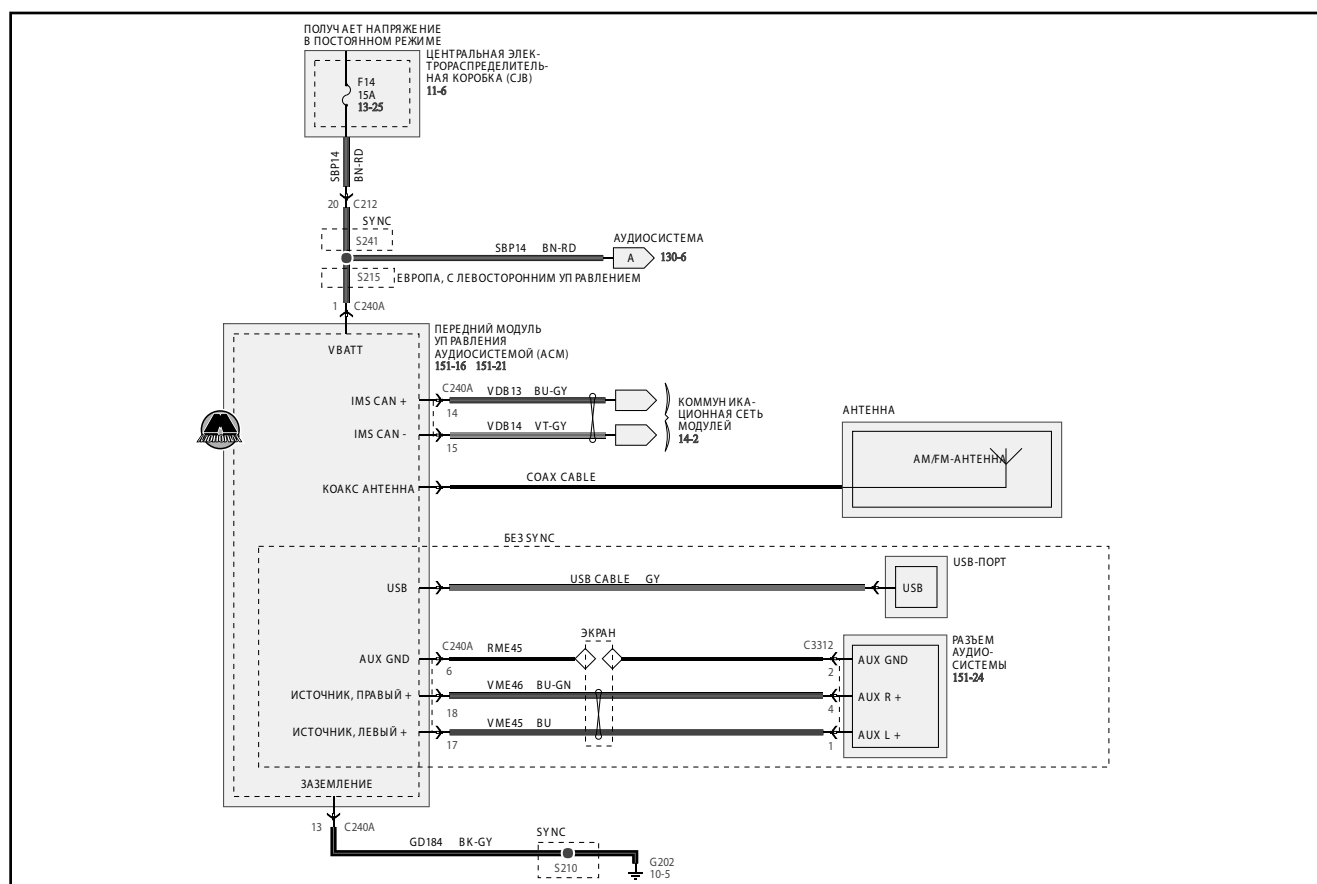 ПОЛУЧАЕТ НАПРЯЖЕНИЕ
В ПОСТОЯННОМ РЕЖИМЕ
ЦЕНТРАЛЬНАЯ ЭЛЕК-
ТРОРАСПРЕДЕЛИТЕЛЬ-
НАЯ КОРОБКА (CJB)
11-6
F14
15A
13-25
SBP14
BN-RD
20 C212
SYNC
S241
SBP14 BN-RD
АУДИОСИСТЕМА
A 130-6
S215 ЕВРОПА, С ЛЕВОСТОРОННИМ УПРАВЛЕНИЕМ
1 C240A
ПЕРЕДНИЙ МОДУЛЬ
УПРАВЛЕНИЯ
АУДИОСИСТЕМОЙ (ACM)
151-16 151-21
VBATT
IMS CAN +
C240A
14
VDB13 BU-GY
IMS CAN -
15
VDB14 VT-GY
КОММУНИКА-
ЦИОННАЯ СЕТЬ
МОДУЛЕЙ
14-2
АНТЕННА
AM/FM-АНТЕННА
КОАКС АНТЕННА
COAX CABLE
БЕЗ SYNC
USB
USB CABLE GY
USB
USB-ПОРТ
ЭКРАН
AUX GND
C240A
6
RME45
C3312
2
AUX GND
РАЗЪЕМ
АУДИО-
СИСТЕМЫ
151-24
ИСТОЧНИК, ПРАВЫЙ +
18
VME46 BU-GN
4
AUX R +
ИСТОЧНИК, ЛЕВЫЙ +
17
VME45 BU
1
AUX L +
ЗАЗЕМЛЕНИЕ
13 C240A
GD184 BK-GY
SYNC
S210
G202
10-5